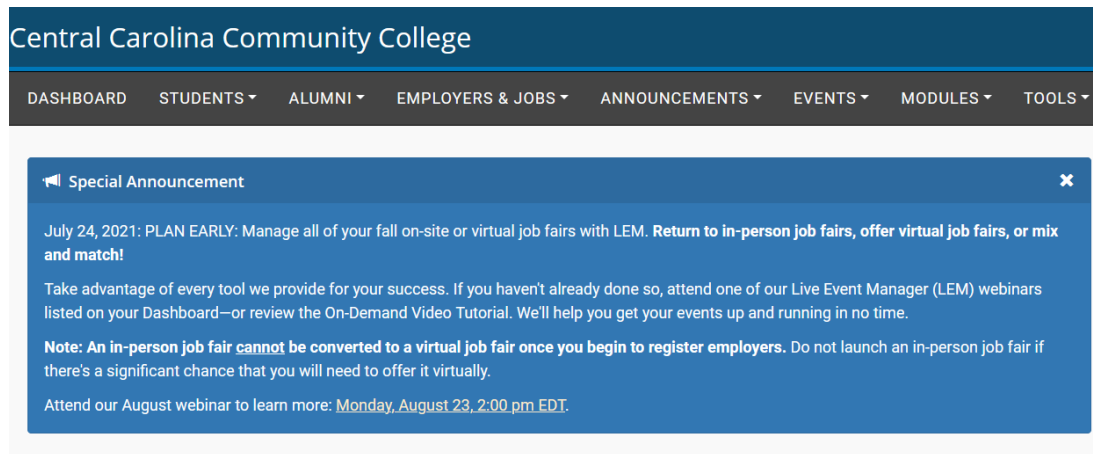 Central Carolina Community College
DASHBOARD STUDENTS ALUMNI EMPLOYERS & JOBS ANNOUNCEMENTS EVENTS MODULES TOOLS
Special Announcement
July 24, 2021: PLAN EARLY: Manage all of your fall on-site or virtual job fairs with LEM. Return to in-person job fairs, offer virtual job fairs, or mix
and match!
Take advantage of every tool we provide for your success. If you haven't already done so, attend one of our Live Event Manager (LEM) webinars
listed on your Dashboard—or review the On-Demand Video Tutorial. We'll help you get your events up and running in no time.
Note: An in-person job fair cannot be converted to a virtual job fair once you begin to register employers. Do not launch an in-person job fair if
there's a significant chance that you will need to offer it virtually.
Attend our August webinar to learn more: Monday, August 23, 2:00 pm EDT.